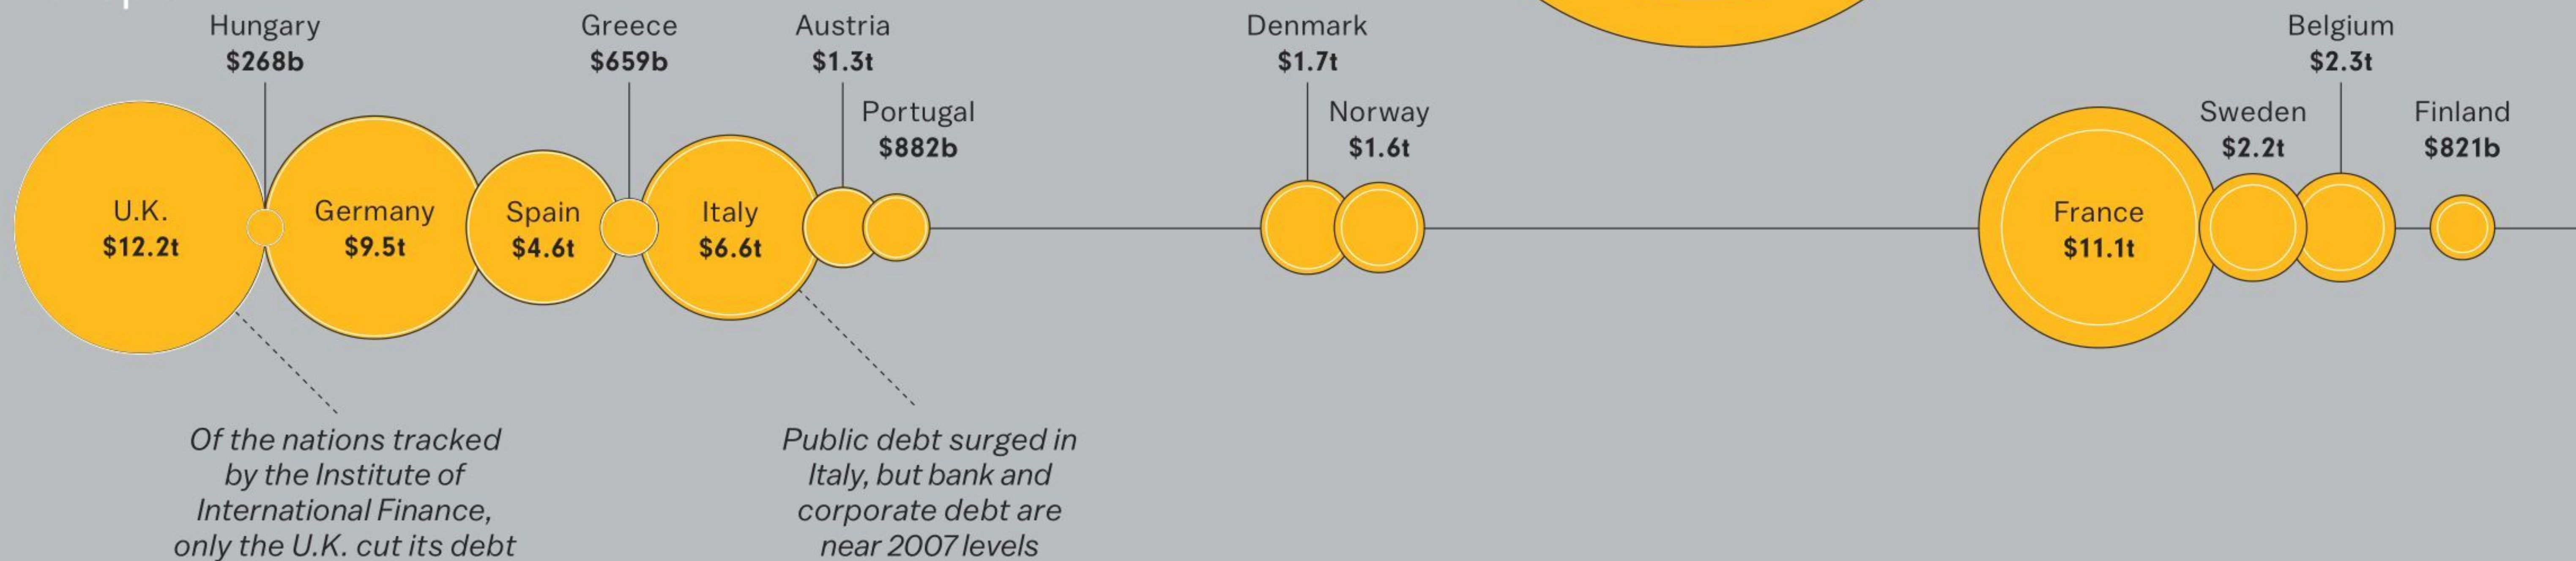 Hungary
$268b
Greece
$659b
Austria
$1.3t
Portugal
$882b
Denmark
$1.7t
Norway
$1.6t
Belgium
$2.3t
Sweden
$2.2t
Finland
$821b
U.K.
$12.2t
Germany
$9.5t
Spain
$4.6t
Italy
$6.6t
France
$11.1t
Of the nations tracked
by the Institute of
International Finance,
only the U.K. cut its debt
Public debt surged in
Italy, but bank and
corporate debt are
near 2007 levels